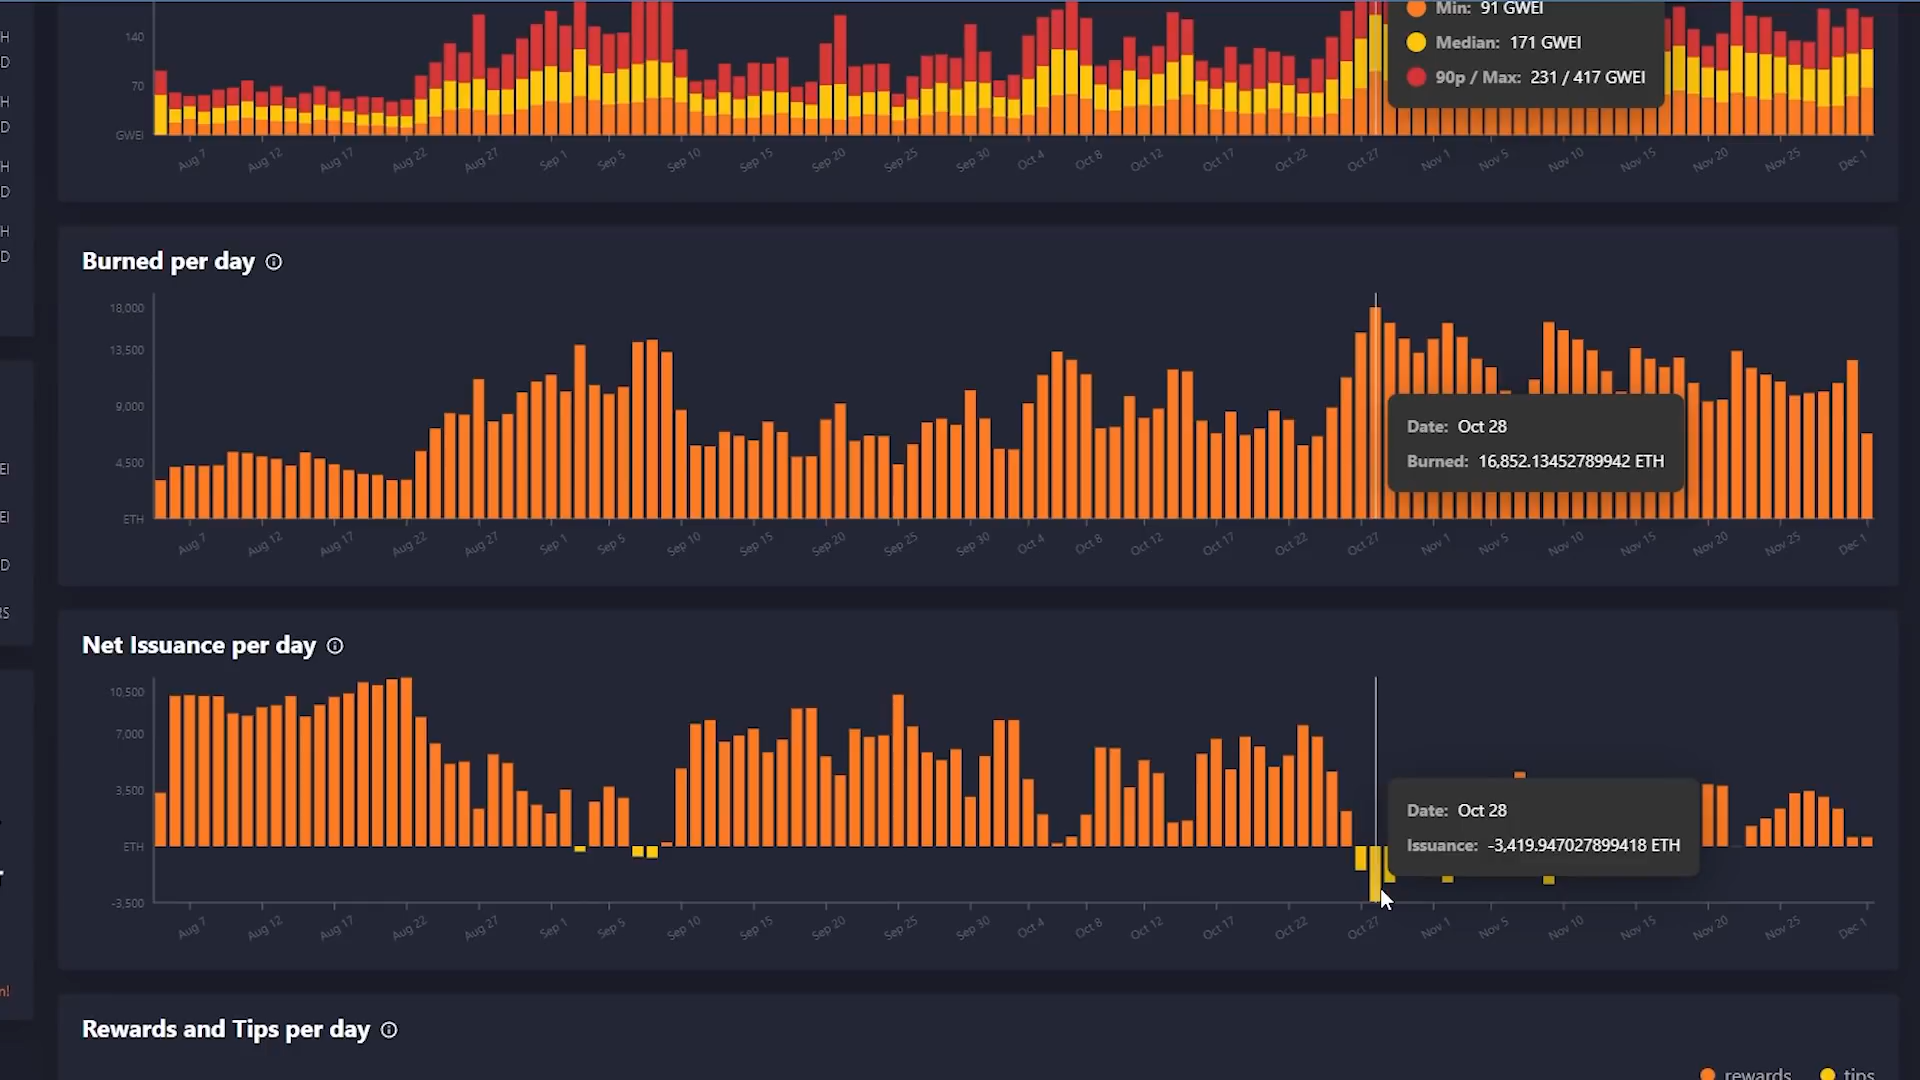 Min: 91 GWEI
H
140
Median: 171 GWEI
D
90p / Max: 231 / 417 GWEI
70
H
D
GWEI
Aug 7 Aug 12 Aug 17 Aug 22 Aug 27 Sep 1 Sep 5 Sep 10 Sep 15 Sep 20 Sep 25 Sep 30 Oct 4 Oct 8 Oct 12 Oct 17 Oct 22 Oct 27 Nov 1 Nov 5 Nov 10 Nov 15 Nov 20 Nov 25 Dec 1
H
D
H
D
Burned per day
18,000
13,500
9,000
4,500
ETH
Date: Oct 28
Burned: 16,852.13452789942 ETH
EI
EI
D
RS
Aug 7 Aug 12 Aug 17 Aug 22 Aug 27 Sep 1 Sep 5 Sep 10 Sep 15 Sep 20 Sep 25 Sep 30 Oct 4 Oct 8 Oct 12 Oct 17 Oct 22 Oct 27 Nov 1 Nov 5 Nov 10 Nov 15 Nov 20 Nov 25 Dec 1
Net Issuance per day
10,500
7,000
3,500
ETH
-3,500
Date: Oct 28
Issuance: -3,419.947027899418 ETH
Aug 7 Aug 12 Aug 17 Aug 22 Aug 27 Sep 1 Sep 5 Sep 10 Sep 15 Sep 20 Sep 25 Sep 30 Oct 4 Oct 8 Oct 12 Oct 17 Oct 22 Oct 27 Nov 1 Nov 5 Nov 10 Nov 15 Nov 20 Nov 25 Dec 1
n!
Rewards and Tips per day
rewards tips